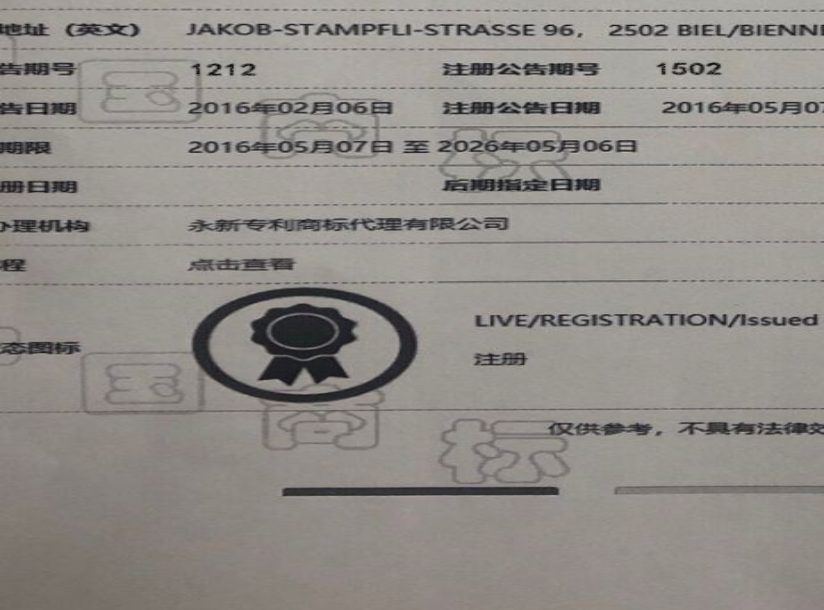 地址（英文） JAKOB-STAMPFLI-STRASSE 96， 2502 BIEL/BIENN
告期号 1212 注册公告期号 1502
告日期 2016年02月06日 注册公告日期 2016年05月07
期限 2016年05月07日 至 2026年05月06日
册日期 后期指定日期
办理机构 永新专利商标代理有限公司
程 点击查看
LIVE/REGISTRATION/Issued
态图标 注册
仅供参考，不具有法律效